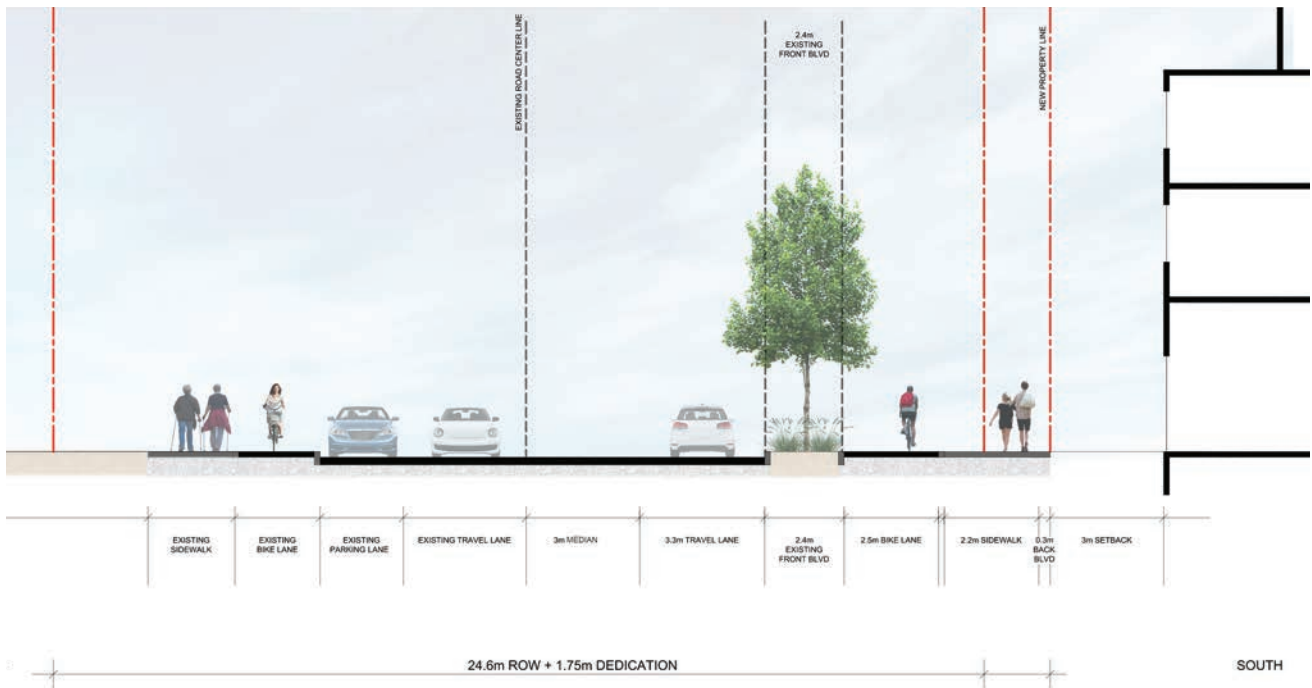 2.4m
EXISTING
FRONT BLVD
EXISTING ROAD CENTER LINE
NEW PROPERTY LINE
EXISTING
SIDEWALK
EXISTING
BIKE LANE
EXISTING
PARKING LANE
EXISTING TRAVEL LANE
3m MEDIAN
3.3m TRAVEL LANE
2.4m
EXISTING
FRONT BLVD
2.5m BIKE LANE
2.2m SIDEWALK
0.3m
BACK
BLVD
3m SETBACK
24.6m ROW + 1.75m DEDICATION
SOUTH